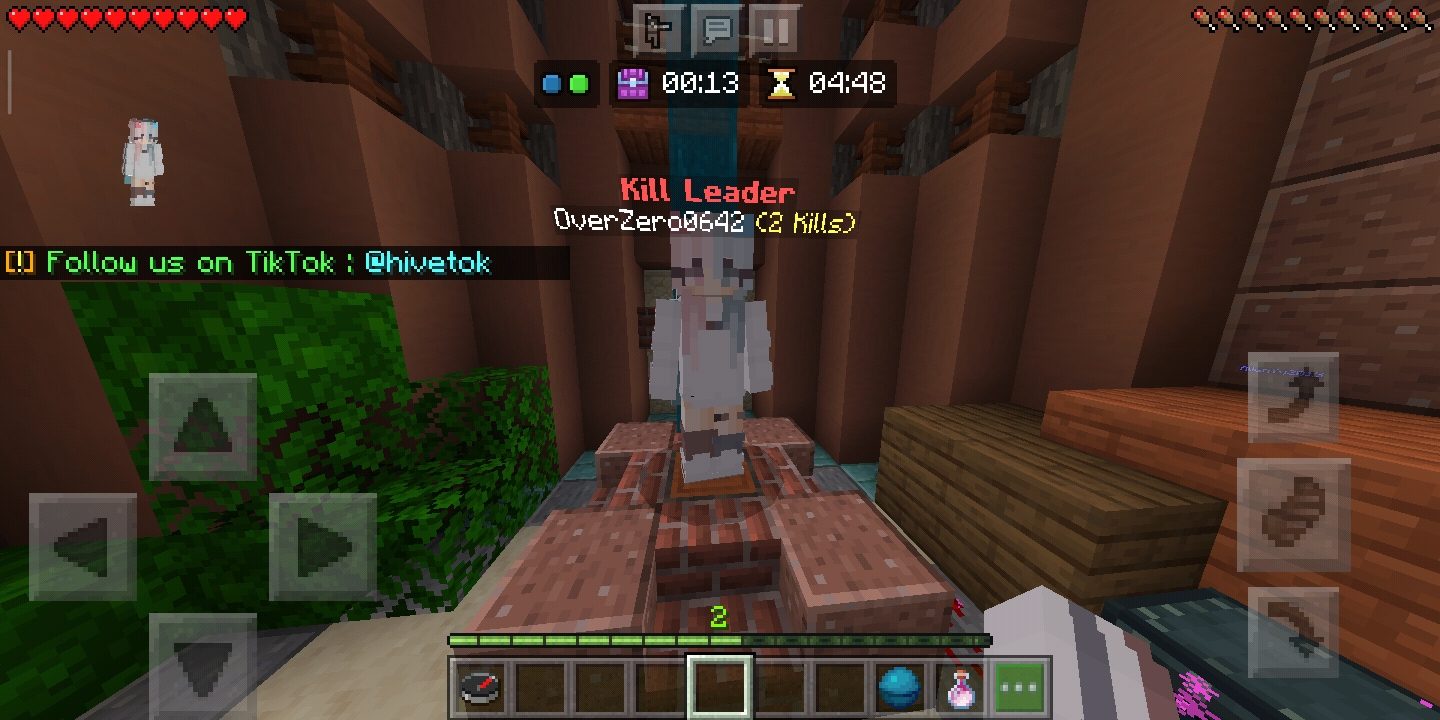 00:13 04:48
Kill Leader
OverZero0642 (2 Kills)
[!] Follow us on TikTok : @hivetok
2